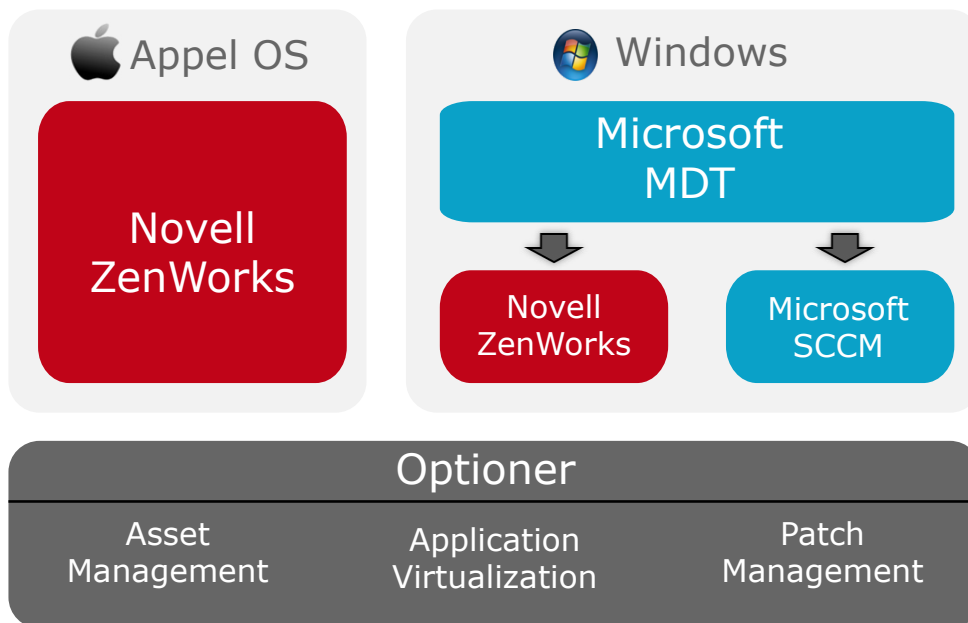 Appel OS
Novell
ZenWorks
Windows
Microsoft
MDT
Novell
ZenWorks
Microsoft
SCCM
Optioner
Asset
Management
Application
Virtualization
Patch
Management